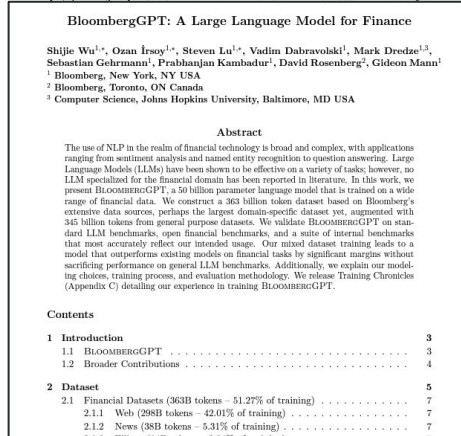 BloombergGPT: A Large Language Model for Finance
Shijie Wu1,∗, Ozan İrsoy1,∗, Steven Lu1,∗, Vadim Dabravolski1, Mark Dredze1,3,
Sebastian Gehrmann1, Prabhanjan Kambadur1, David Rosenberg2, Gideon Mann1
1 Bloomberg, New York, NY USA
2 Bloomberg, Toronto, ON Canada
3 Computer Science, Johns Hopkins University, Baltimore, MD USA
Abstract
The use of NLP in the realm of financial technology is broad and complex, with applications
ranging from sentiment analysis and named entity recognition to question answering. Large
Language Models (LLMs) have been shown to be effective on a variety of tasks; however, no
LLM specialized for the financial domain has been reported in literature. In this work, we
present BloombergGPT, a 50 billion parameter language model that is trained on a wide
range of financial data. We construct a 363 billion token dataset based on Bloomberg's
extensive data sources, perhaps the largest domain-specific dataset yet, augmented with
345 billion tokens from general purpose datasets. We validate BloombergGPT on stan-
dard LLM benchmarks, open financial benchmarks, and a suite of internal benchmarks
that most accurately reflect our intended usage. Our mixed dataset training leads to a
model that outperforms existing models on financial tasks by significant margins without
sacrificing performance on general LLM benchmarks. Additionally, we explain our model-
ing choices, training process, and evaluation methodology. We release Training Chronicles
(Appendix C) detailing our experience in training BloombergGPT.
Contents
1 Introduction 3
1.1 BloombergGPT . . . . . . . . . . . . . . . . . . . . . . . . . . . . . . 3
1.2 Broader Contributions . . . . . . . . . . . . . . . . . . . . . . . . . . 4
2 Dataset 5
2.1 Financial Datasets (363B tokens – 51.27% of training) . . . . . . . . . . . 7
2.1.1 Web (298B tokens – 42.01% of training) . . . . . . . . . . . . . . . 7
2.1.2 News (38B tokens – 5.31% of training) . . . . . . . . . . . . . . . . 7